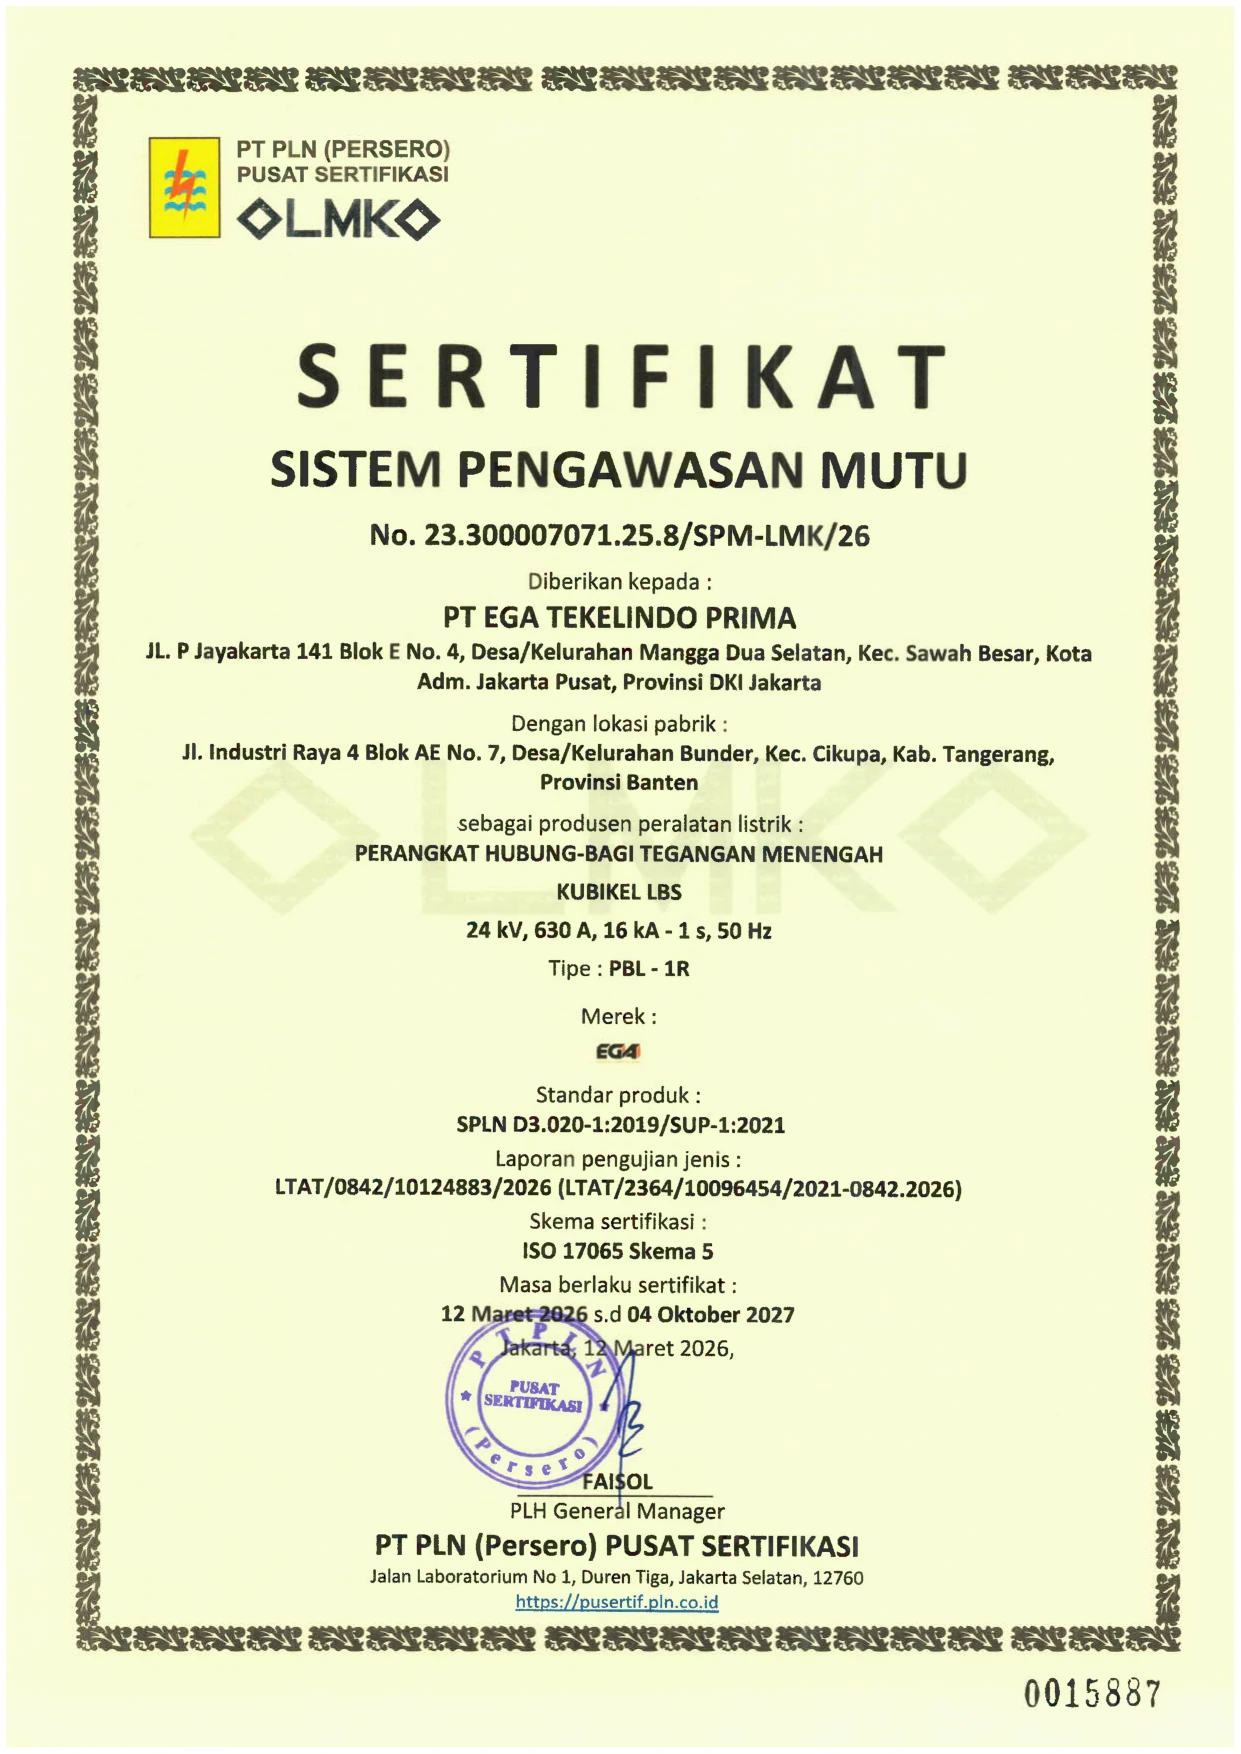 PT PLN (PERSERO)
PUSAT SERTIFIKASI
LMK
SERTIFIKAT
SISTEM PENGAWASAN MUTU
No. 23.300007071.25.8/SPM-LMK/26
Diberikan kepada :
PT EGA TEKELINDO PRIMA
JL. P Jayakarta 141 Blok E No. 4, Desa/Kelurahan Mangga Dua Selatan, Kec. Sawah Besar, Kota
Adm. Jakarta Pusat, Provinsi DKI Jakarta
Dengan lokasi pabrik :
Jl. Industri Raya 4 Blok AE No. 7, Desa/Kelurahan Bunder, Kec. Cikupa, Kab. Tangerang,
Provinsi Banten
LMK
sebagai produsen peralatan listrik :
PERANGKAT HUBUNG-BAGI TEGANGAN MENENGAH
KUBIKEL LBS
24 kV, 630 A, 16 kA - 1 s, 50 Hz
Tipe : PBL - 1R
Merek :
EGA
Standar produk :
SPLN D3.020-1:2019/SUP-1:2021
Laporan pengujian jenis :
LTAT/0842/10124883/2026 (LTAT/2364/10096454/2021-0842.2026)
Skema sertifikasi :
ISO 17065 Skema 5
Masa berlaku sertifikat :
12 Maret 2026 s.d 04 Oktober 2027
Jakarta, 12 Maret 2026,
PT PLN
PUSAT
SERTIFIKASI
(Persero)
FAISOL
PLH General Manager
PT PLN (Persero) PUSAT SERTIFIKASI
Jalan Laboratorium No 1, Duren Tiga, Jakarta Selatan, 12760
https://pusertif.pln.co.id
0015887